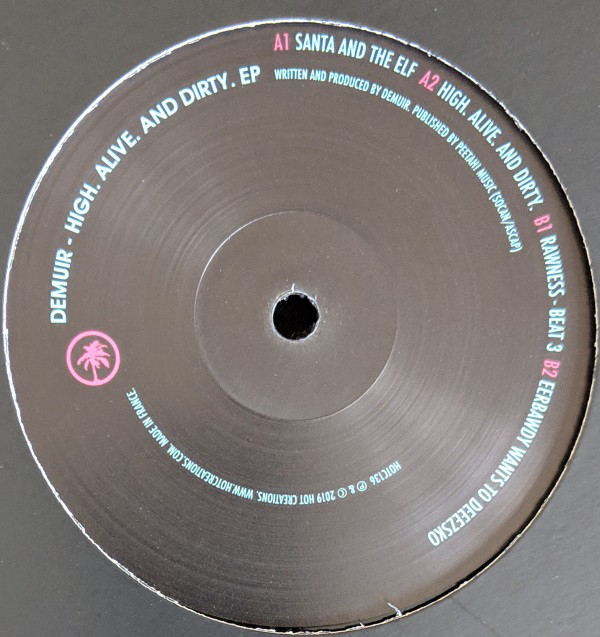 DEMUIR - HIGH. ALIVE. AND DIRTY. EP
A1 SANTA AND THE ELF A2 HIGH. ALIVE. AND DIRTY. B1 RAWNESS - BEAT 3 B2 EERBAWDY WANTS TO DEEEZSKO
WRITTEN AND PRODUCED BY DEMUIR. PUBLISHED BY PEETAH MUSIC (SOCAN/ASCAP)
HOTC136 ℗ & © 2019 HOT CREATIONS. WWW.HOTCREATIONS.COM. MADE IN FRANCE.